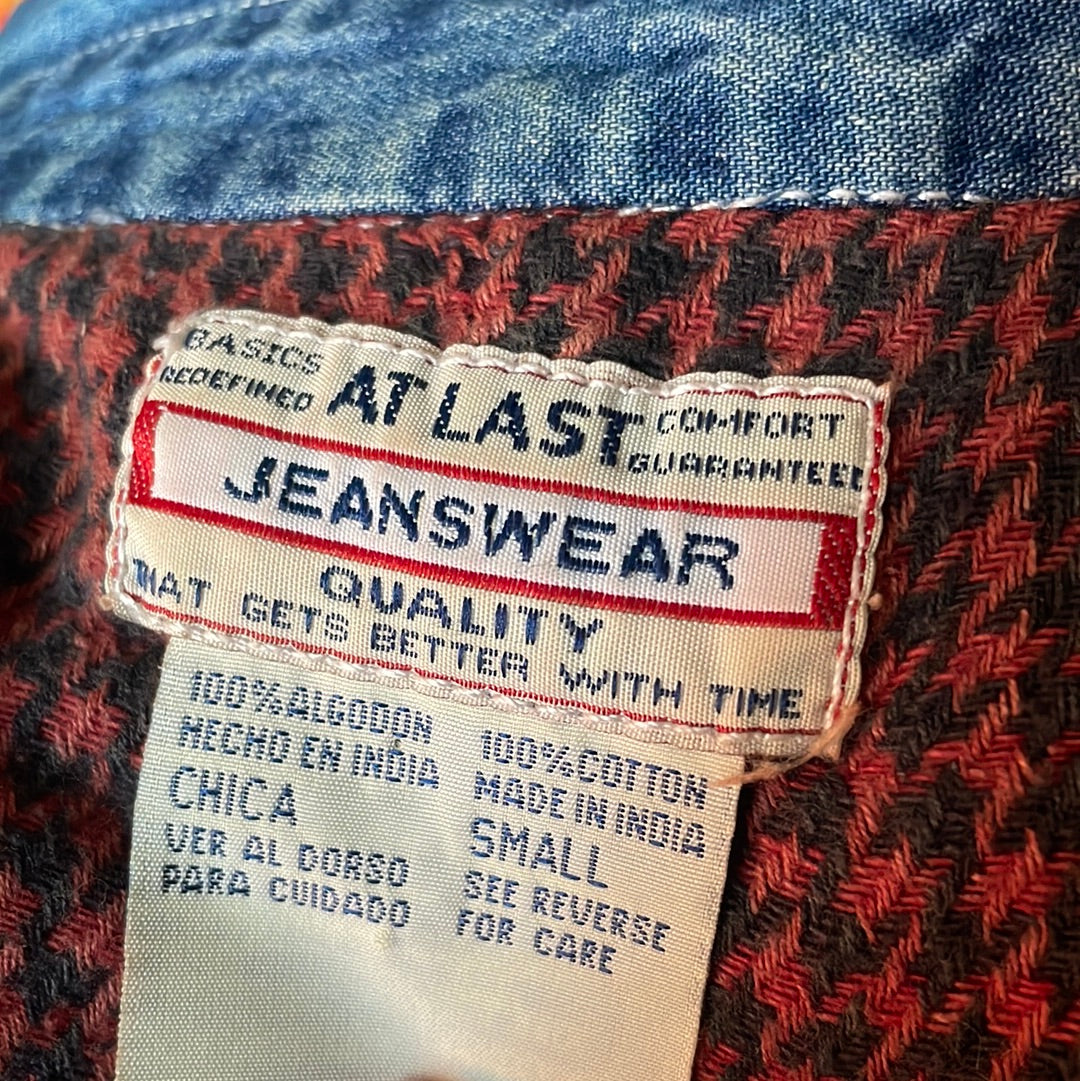 BASICS REDEFINED
AT LAST
COMFORT GUARANTEED
JEANSWEAR
QUALITY
THAT GETS BETTER WITH TIME
100% ALGODON
HECHO EN INDIA
CHICA
VER AL DORSO
PARA CUIDADO
100% COTTON
MADE IN INDIA
SMALL
SEE REVERSE
FOR CARE